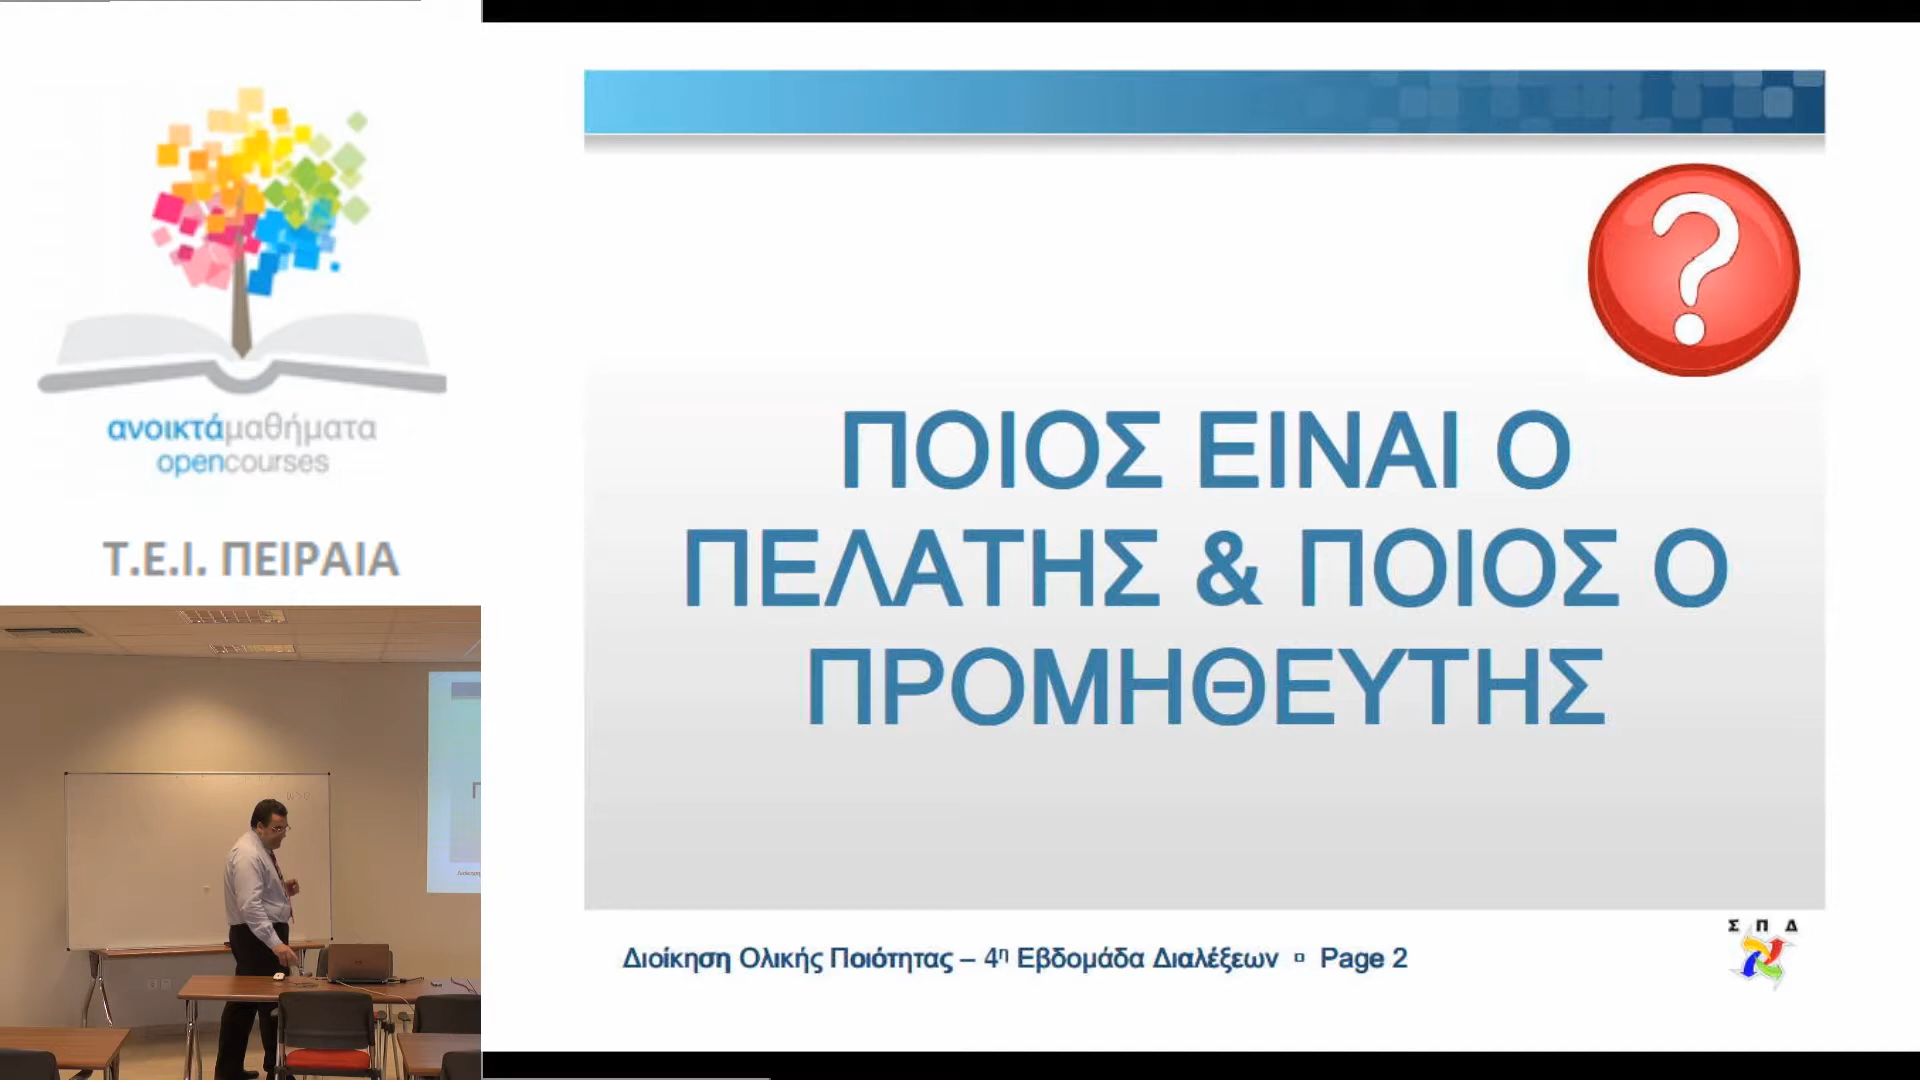 ανοικτάμαθήματα
opencourses
Τ.Ε.Ι. ΠΕΙΡΑΙΑ
ΠΟΙΟΣ ΕΙΝΑΙ Ο
ΠΕΛΑΤΗΣ & ΠΟΙΟΣ Ο
ΠΡΟΜΗΘΕΥΤΗΣ
Διοίκηση Ολικής Ποιότητας – 4η Εβδομάδα Διαλέξεων ▫ Page 2
Σ Π Δ